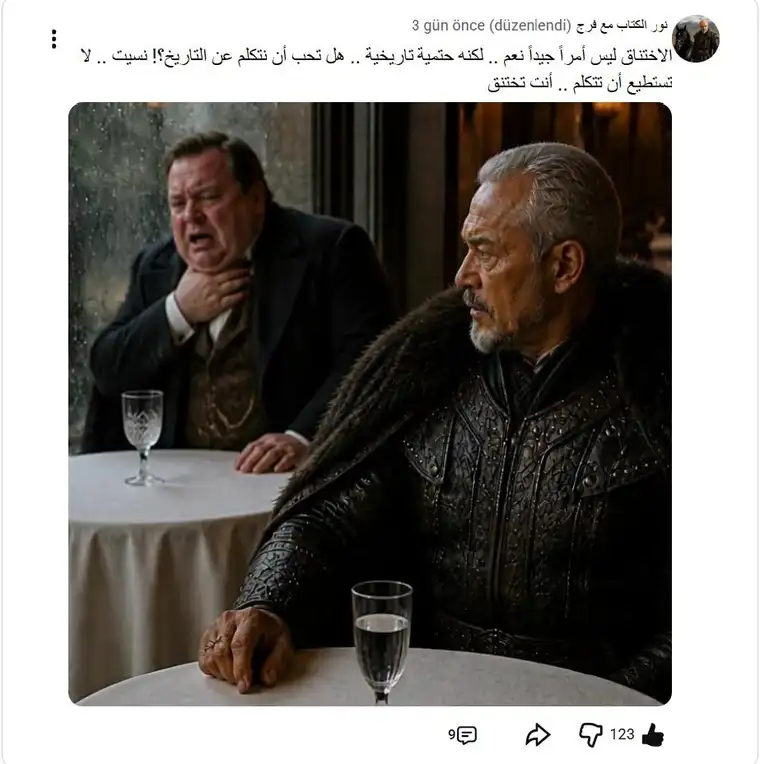 نور الكتاب مع فرج 3 gün önce (düzenlendi)
الاختناق ليس أمراً جيداً نعم .. لكنه حتمية تاريخية .. هل تحب أن نتكلم عن التاريخ؟! نسيت .. لا
تستطيع أن تتكلم .. أنت تختنق
123
9